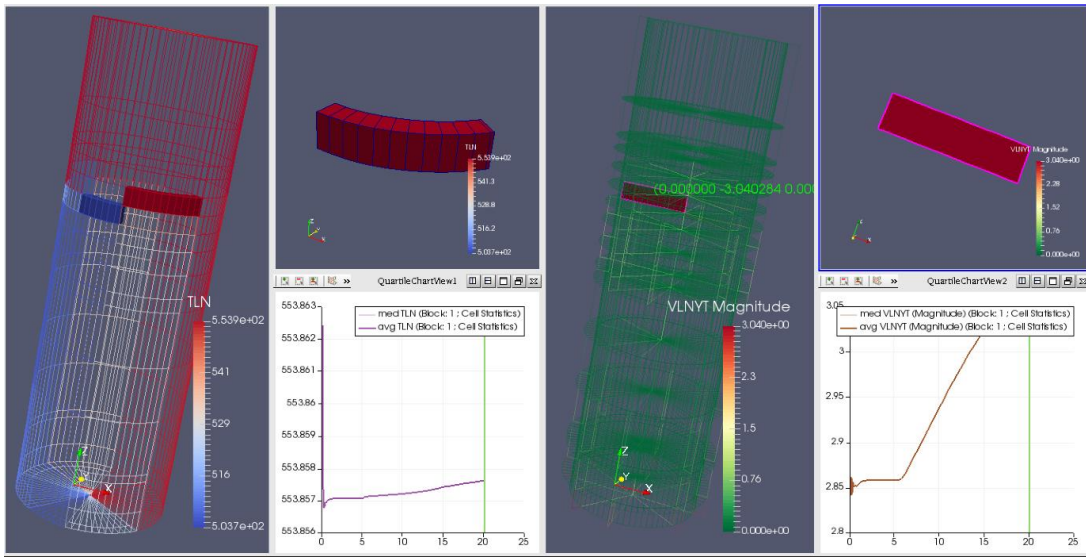 TLN
5.539e+02
541
529
516
5.037e+02
Z
Y
X
TLN
5.539e+02
541.3
528.8
516.2
5.037e+02
QuartileChartView1
553.863
553.862
553.861
553.86
553.859
553.858
553.857
553.856
med TLN (Block: 1 ; Cell Statistics)
avg TLN (Block: 1 ; Cell Statistics)
0 5 10 15 20 25
(0.000000 -3.040284 0.000
VLNYT Magnitude
3.040e+00
2.3
1.5
0.76
0.000e+00
Z
Y
X
VLNYT Magnitude
3.040e+00
2.28
1.52
0.76
0.000e+00
QuartileChartView2
3.05
3
2.95
2.9
2.85
2.8
med VLNYT (Magnitude) (Block: 1 ; Cell Statistics)
avg VLNYT (Magnitude) (Block: 1 ; Cell Statistics)
0 5 10 15 20 25